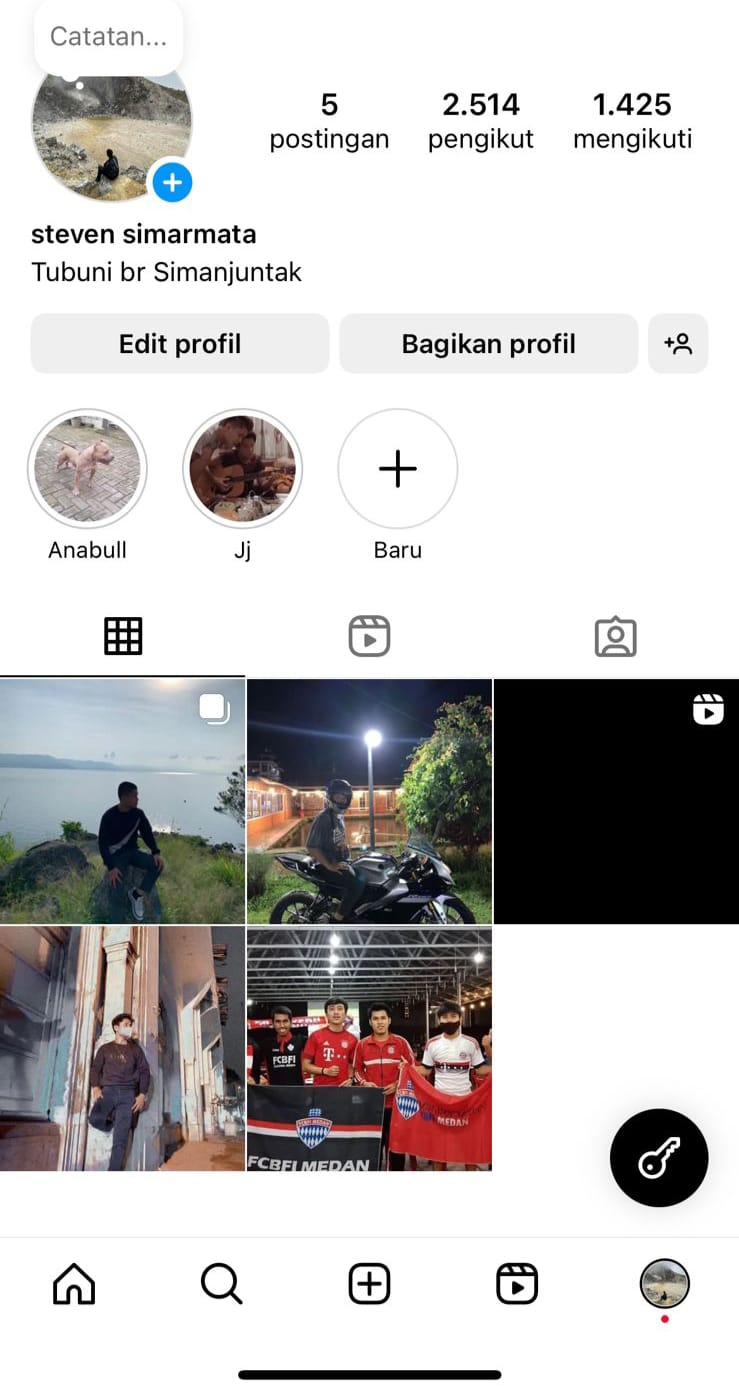 Catatan...
5 2.514 1.425
postingan pengikut mengikuti
steven simarmata
Tubuni br Simanjuntak
Edit profil Bagikan profil
Anabull Jj Baru
FCBFI
T
FCBFI MEDAN
MEDAN